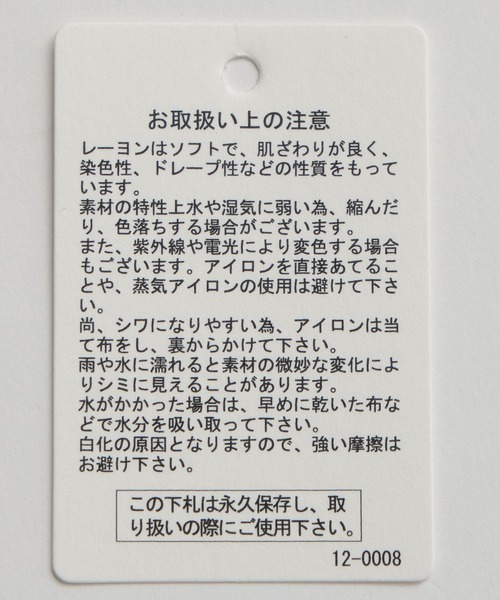 お取扱い上の注意
レーヨンはソフトで、肌ざわりが良く、
染色性、ドレープ性などの性質をもって
います。
素材の特性上水や湿気に弱い為、縮んだ
り、色落ちする場合がございます。
また、紫外線や電光により変色する場合
もございます。アイロンを直接あてるこ
とや、蒸気アイロンの使用は避けて下さ
い。
尚、シワになりやすい為、アイロンは当
て布をし、裏からかけて下さい。
雨や水に濡れると素材の微妙な変化によ
りシミに見えることがあります。
水がかかった場合は、早めに乾いた布な
どで水分を吸い取って下さい。
白化の原因となりますので、強い摩擦は
お避け下さい。
この下札は永久保存し、取
り扱いの際にご使用下さい。
12-0008